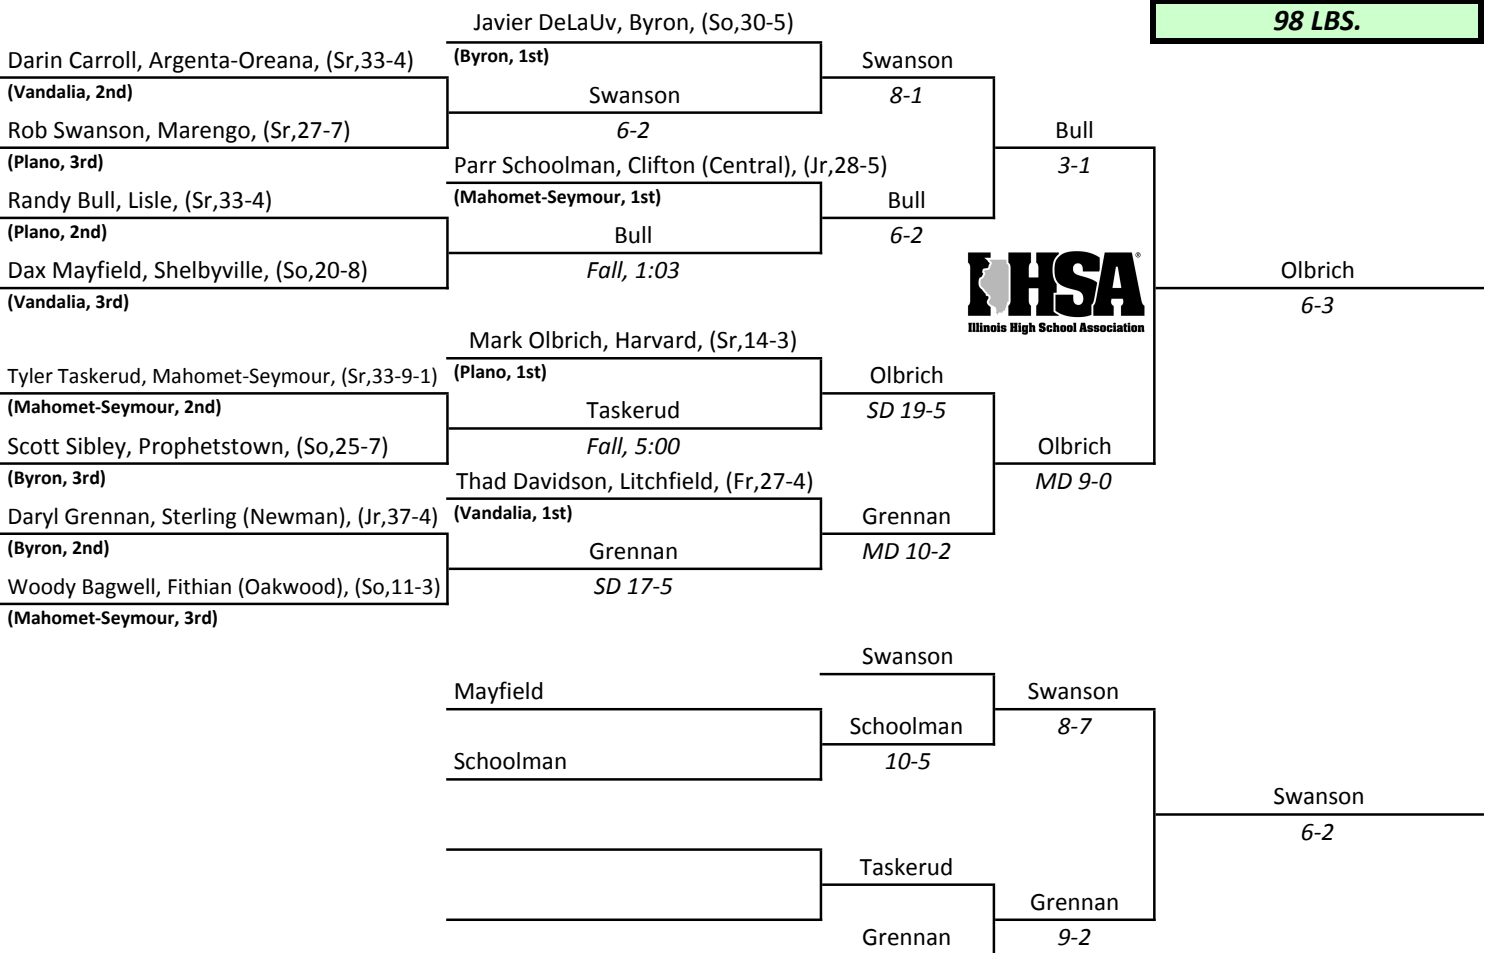 Javier DeLaUv, Byron, (So,30-5)
98 LBS.
Darin Carroll, Argenta-Oreana, (Sr,33-4)
(Byron, 1st)
Swanson
(Vandalia, 2nd)
Swanson
8-1
Rob Swanson, Marengo, (Sr,27-7)
6-2
Bull
(Plano, 3rd)
Parr Schoolman, Clifton (Central), (Jr,28-5)
3-1
Randy Bull, Lisle, (Sr,33-4)
(Mahomet-Seymour, 1st)
Bull
(Plano, 2nd)
Bull
6-2
Dax Mayfield, Shelbyville, (So,20-8)
Fall, 1:03
IHSA
®
Olbrich
(Vandalia, 3rd)
6-3
Illinois High School Association
Mark Olbrich, Harvard, (Sr,14-3)
Tyler Taskerud, Mahomet-Seymour, (Sr,33-9-1)
(Plano, 1st)
Olbrich
(Mahomet-Seymour, 2nd)
Taskerud
SD 19-5
Scott Sibley, Prophetstown, (So,25-7)
Fall, 5:00
Olbrich
(Byron, 3rd)
Thad Davidson, Litchfield, (Fr,27-4)
MD 9-0
Daryl Grennan, Sterling (Newman), (Jr,37-4)
(Vandalia, 1st)
Grennan
(Byron, 2nd)
Grennan
MD 10-2
Woody Bagwell, Fithian (Oakwood), (So,11-3)
SD 17-5
(Mahomet-Seymour, 3rd)
Swanson
Mayfield
Swanson
Schoolman
8-7
Schoolman
10-5
Swanson
6-2
Taskerud
Grennan
Grennan
9-2